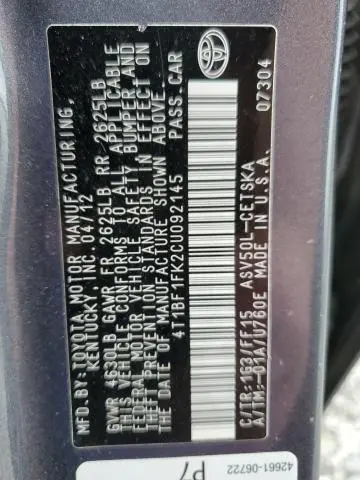 MFD.BY:TOYOTA MOTOR MANUFACTURING,
KENTUCKY, INC. 04/12
GVWR 4630LB GAWR FR 2625LB RR 2625LB
THIS VEHICLE CONFORMS TO ALL APPLICABLE
FEDERAL MOTOR VEHICLE SAFETY, BUMPER AND
THEFT PREVENTION STANDARDS IN EFFECT ON
THE DATE OF MANUFACTURE SHOWN ABOVE.
4T1BF1FK2CU092145 PASS.CAR
C/TR:1G3/FF15 ASV50L-CETSKA
A/TM:-01A/U760E MADE IN U.S.A.
07304
42661-06722
P7